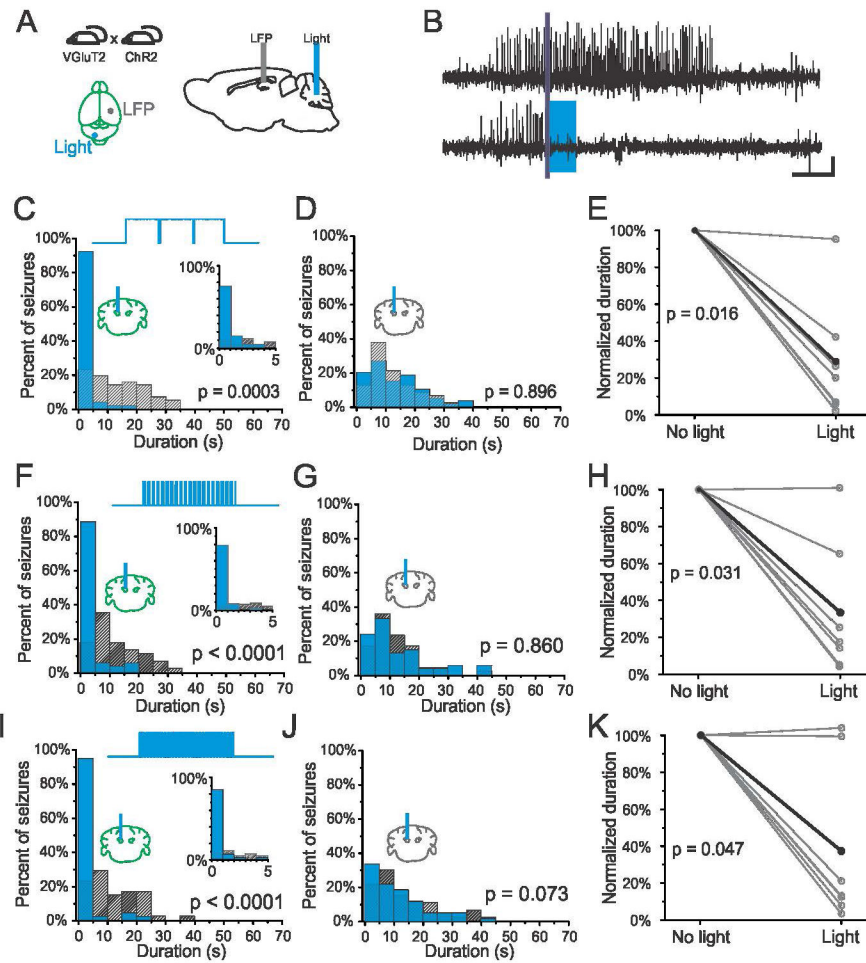 A
VGluT2 x ChR2
LFP
Light
LFP
Light
B
C
Percent of seizures
100%
80%
60%
40%
20%
0%
100%
0%
0 5
p = 0.0003
0 10 20 30 40 50 60 70
Duration (s)
D
Percent of seizures
100%
80%
60%
40%
20%
0%
p = 0.896
0 10 20 30 40 50 60 70
Duration (s)
E
Normalized duration
100%
80%
60%
40%
20%
0%
p = 0.016
No light Light
F
Percent of seizures
100%
80%
60%
40%
20%
0%
100%
0%
0 5
p < 0.0001
0 10 20 30 40 50 60 70
Duration (s)
G
Percent of seizures
100%
80%
60%
40%
20%
0%
p = 0.860
0 10 20 30 40 50 60 70
Duration (s)
H
Normalized duration
100%
80%
60%
40%
20%
0%
p = 0.031
No light Light
I
Percent of seizures
100%
80%
60%
40%
20%
0%
100%
0%
0 5
p < 0.0001
0 10 20 30 40 50 60 70
Duration (s)
J
Percent of seizures
100%
80%
60%
40%
20%
0%
p = 0.073
0 10 20 30 40 50 60 70
Duration (s)
K
Normalized duration
100%
80%
60%
40%
20%
0%
p = 0.047
No light Light